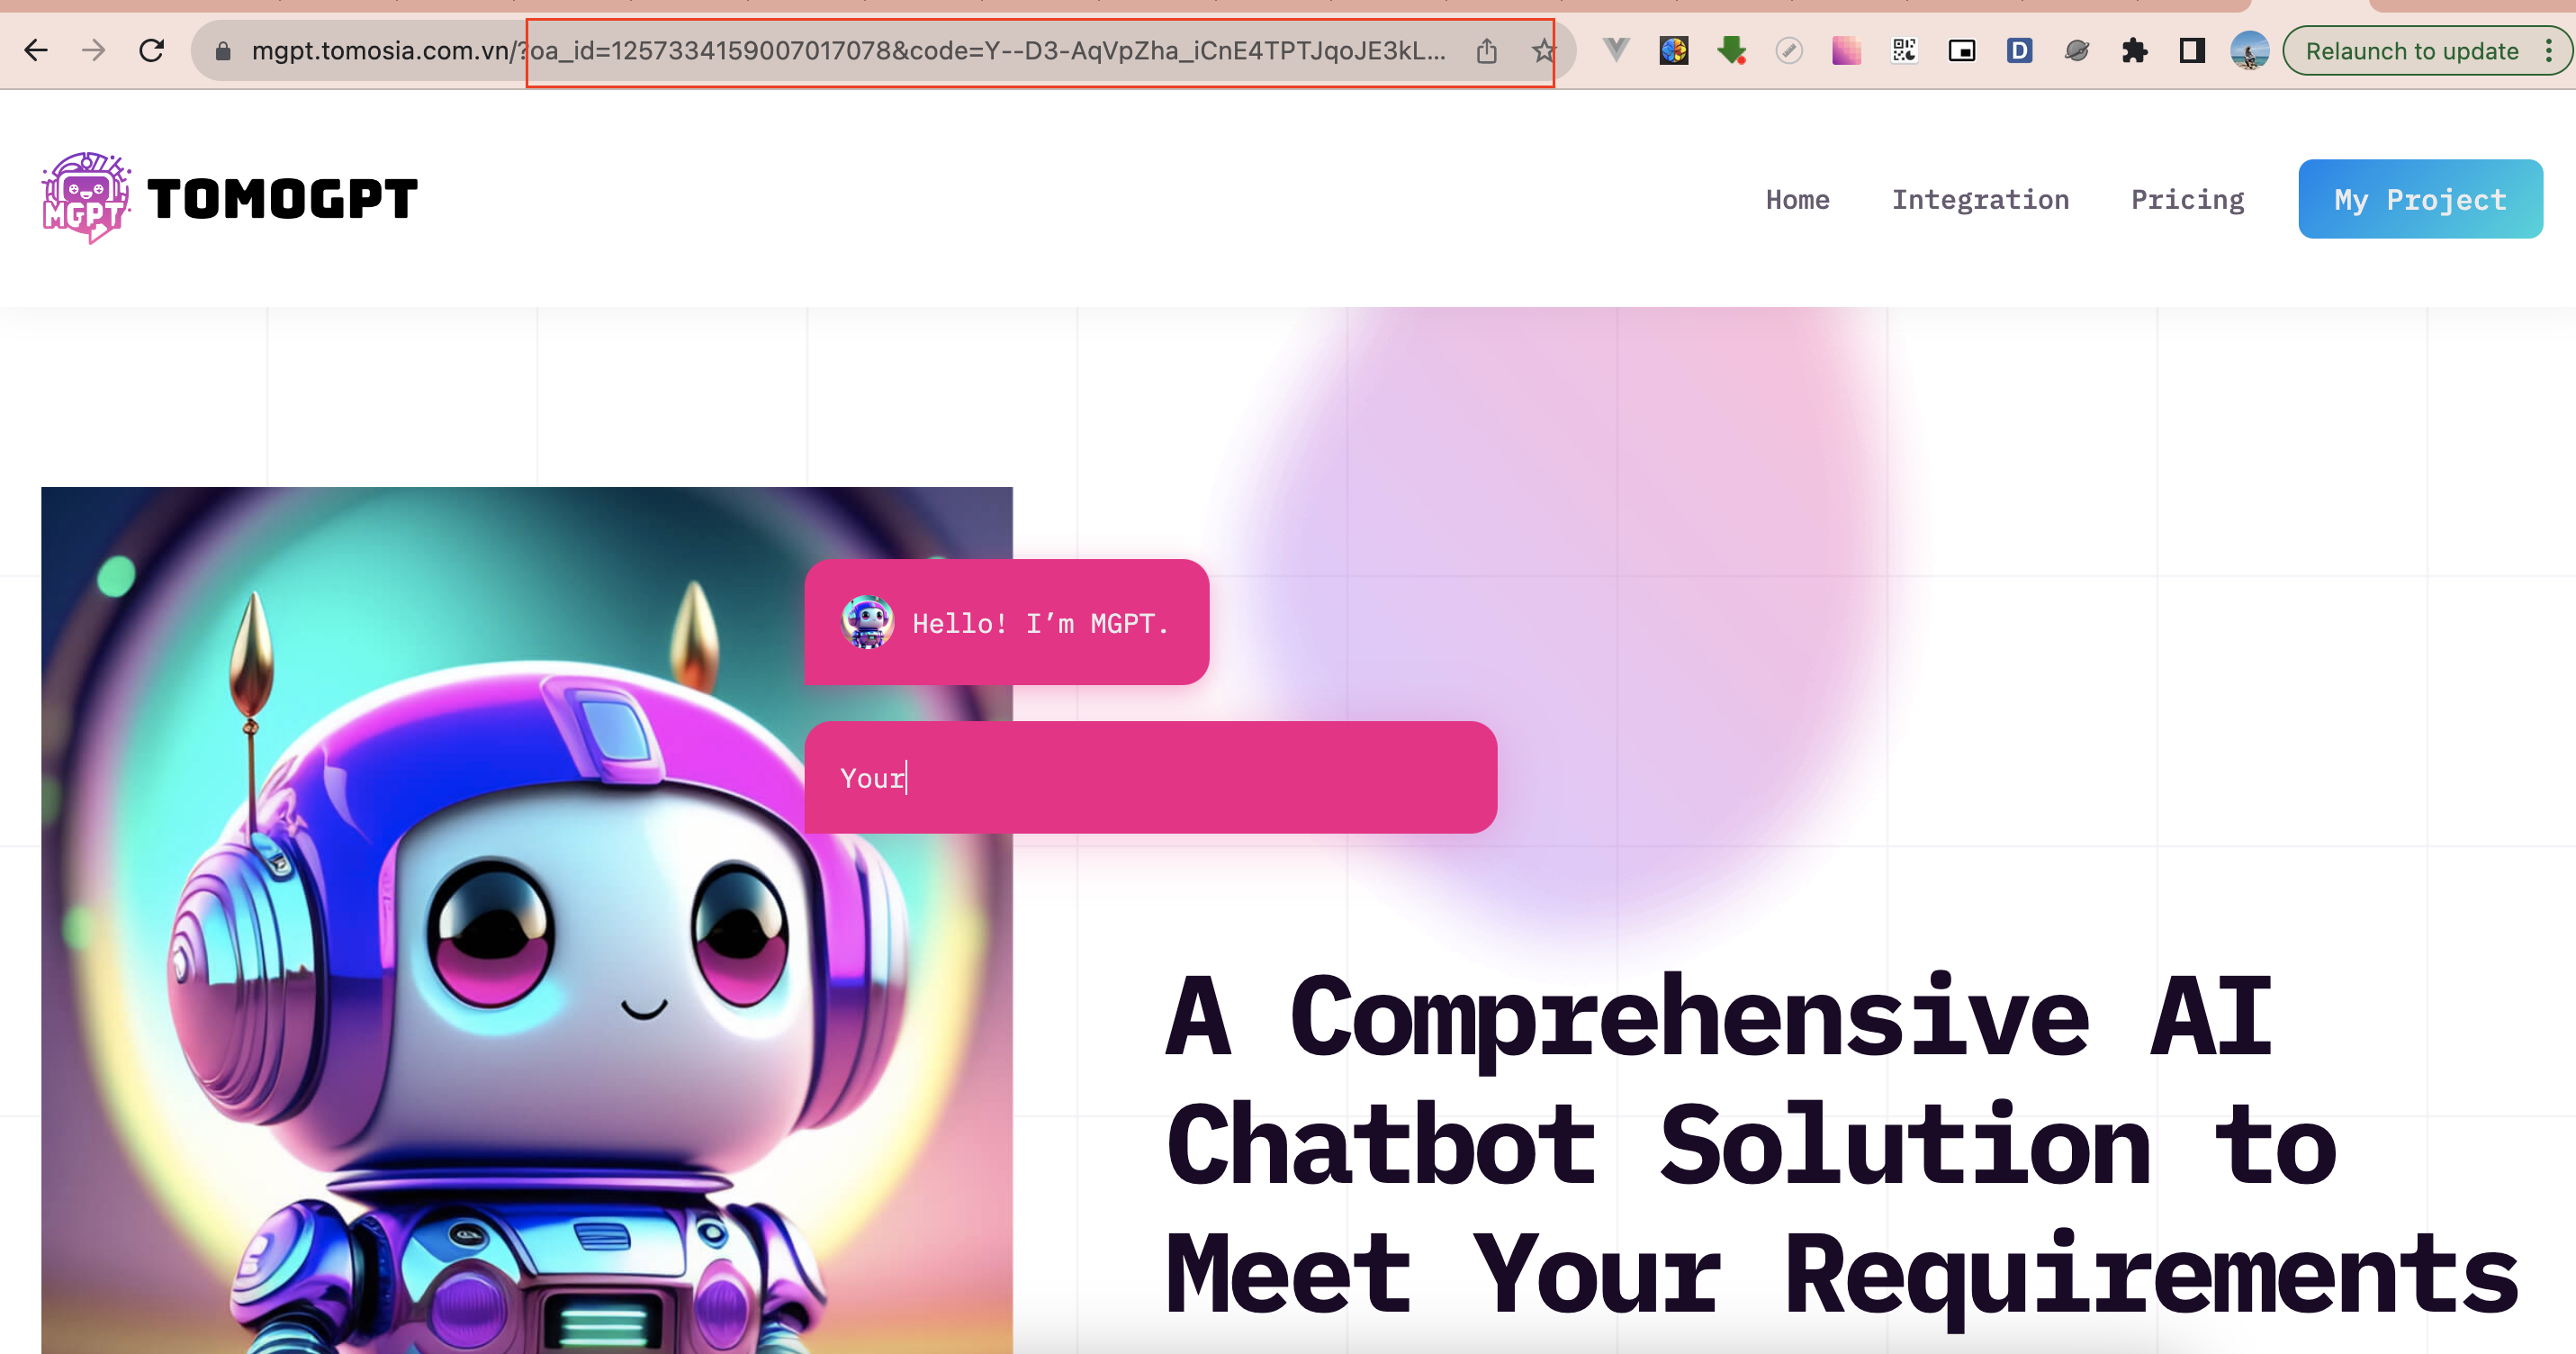 mgpt.tomosia.com.vn/?oa_id=1257334159007017078&code=Y--D3-AqVpZha_iCnE4TPTJqoJE3kL...
D
Relaunch to update
MGPT
TOMOGPT
Home
Integration
Pricing
My Project
Hello! I’m MGPT.
Your
A Comprehensive AI
Chatbot Solution to
Meet Your Requirements